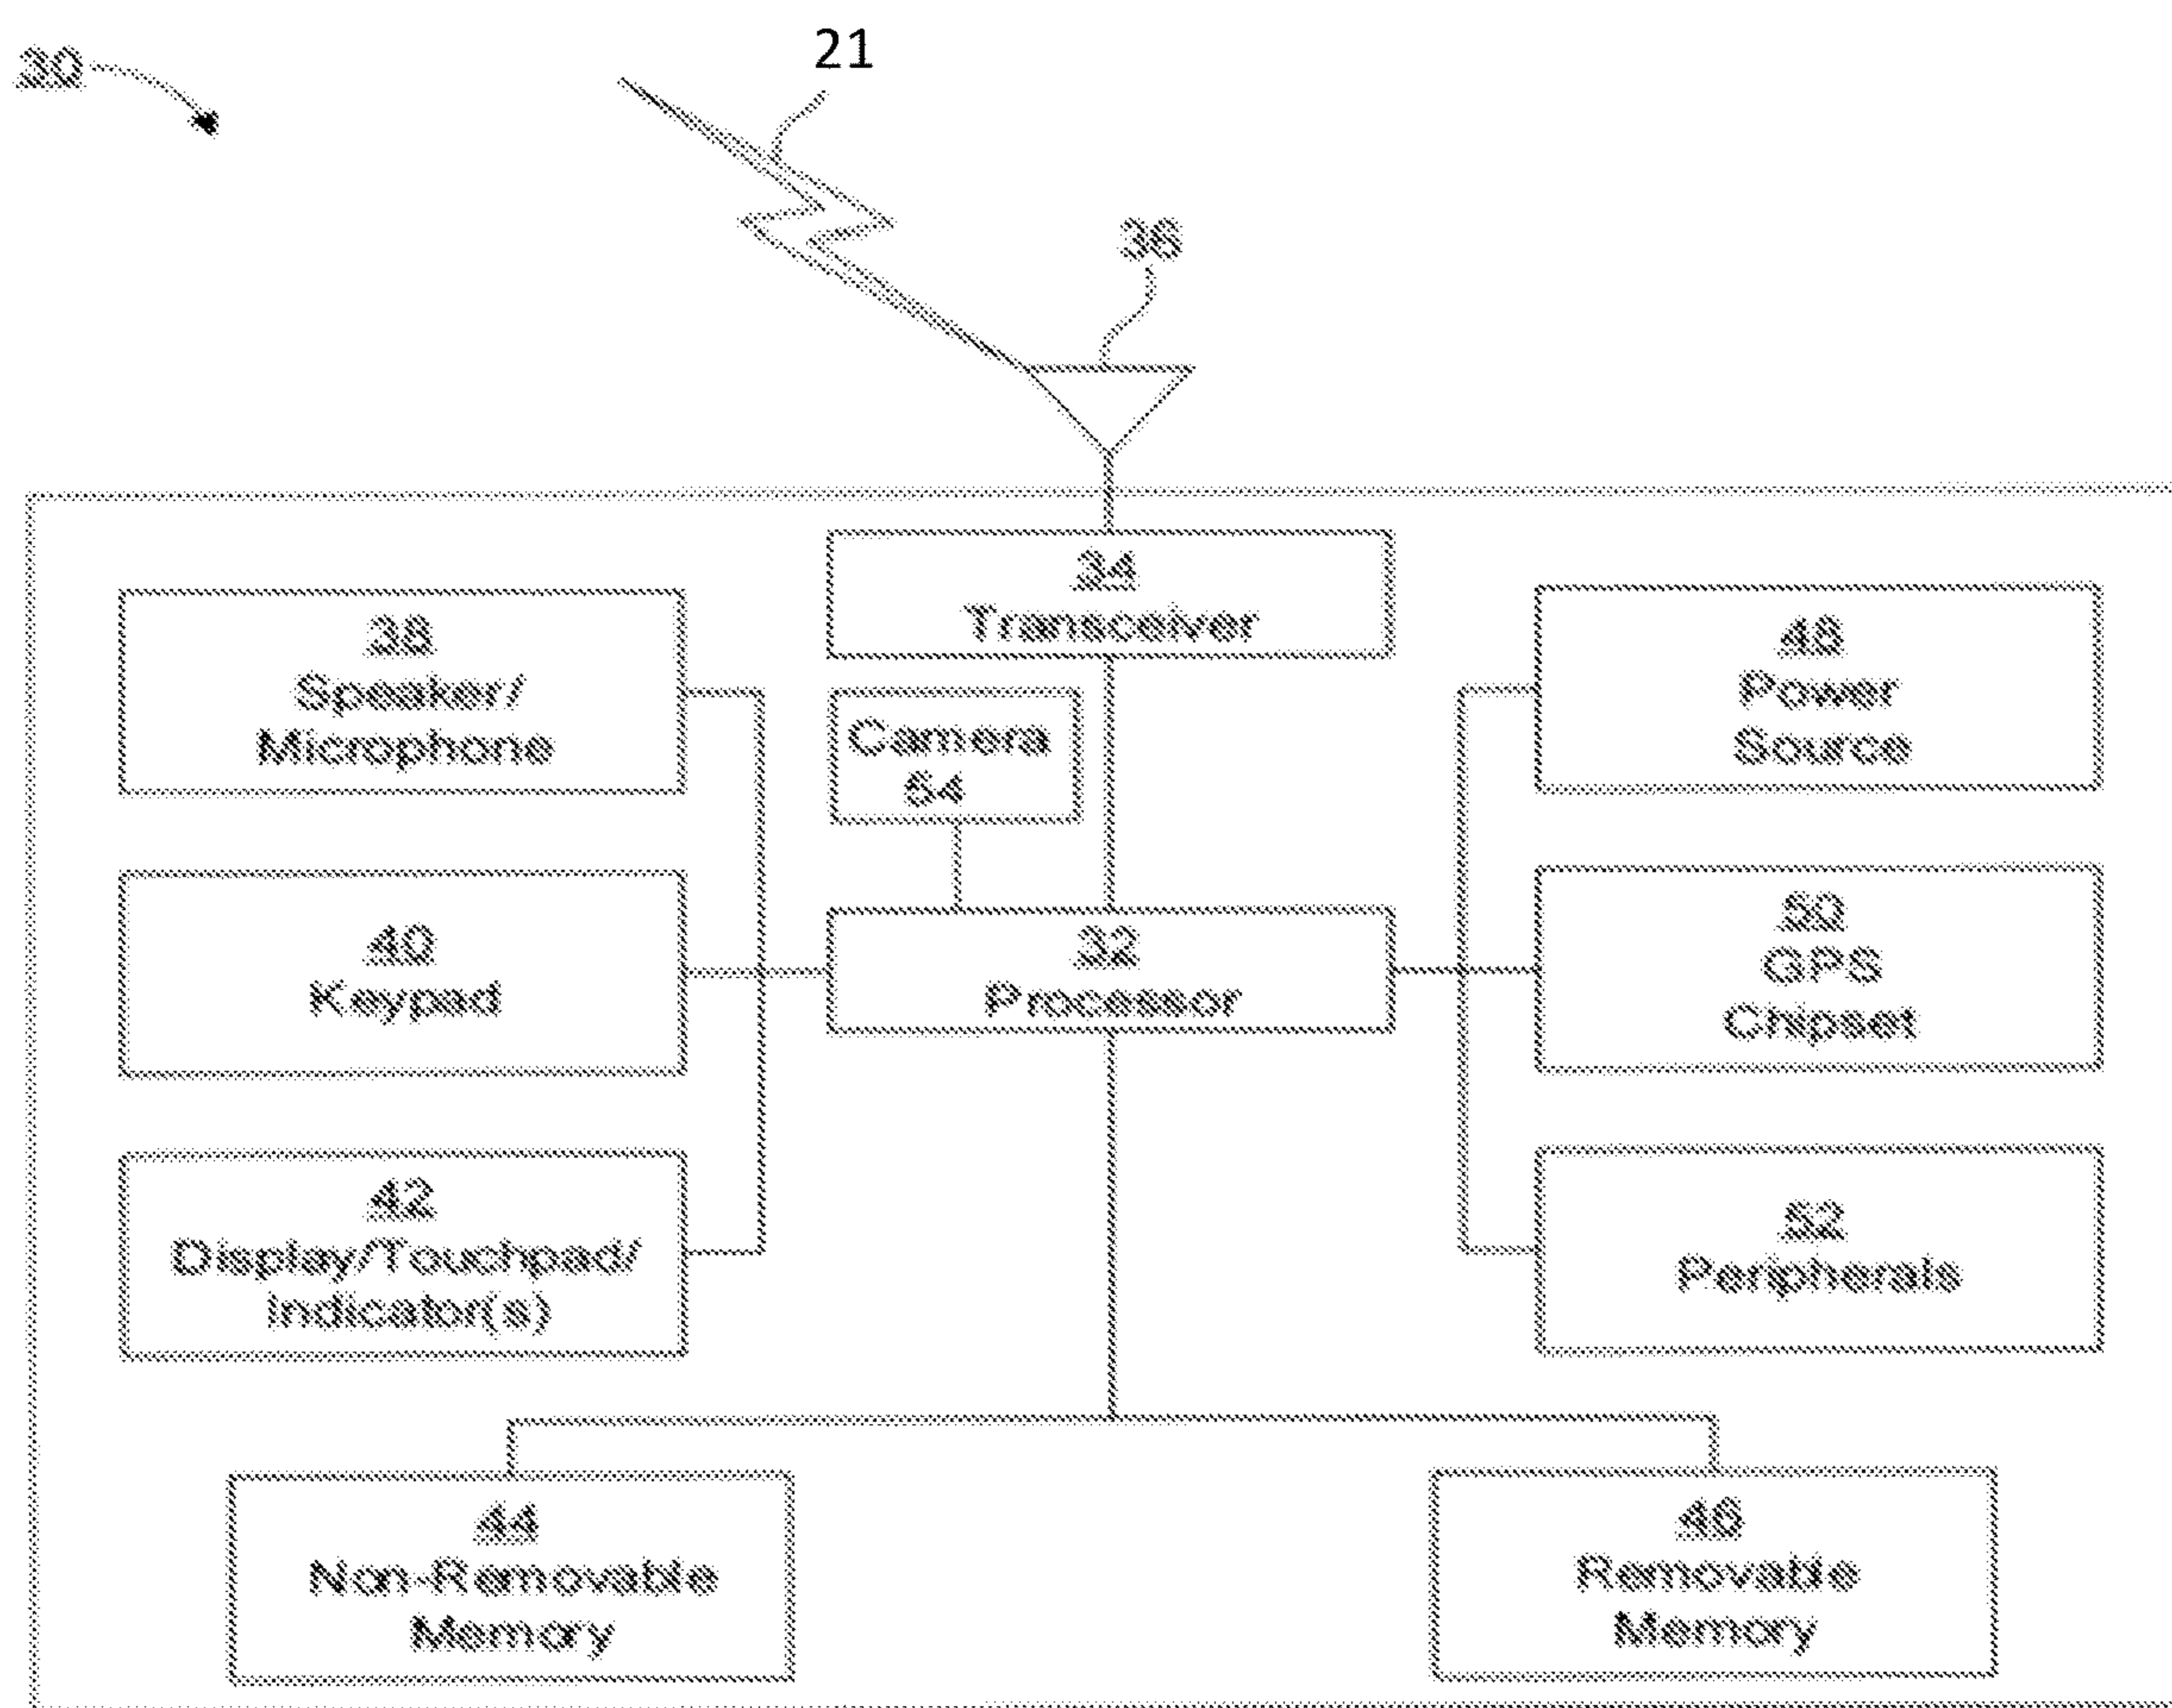 30
21
36
34
Transceiver
38
Speaker/
Microphone
Camera
54
48
Power
Source
40
Keypad
32
Processor
50
GPS
Chipset
42
Display/Touchpad/
Indicator(s)
52
Peripherals
44
Non-Removable
Memory
46
Removable
Memory